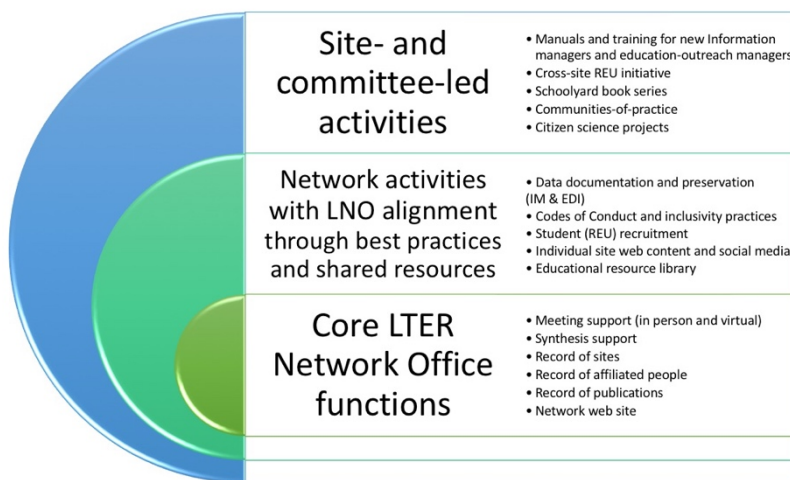 Site- and
committee-led
activities
• Manuals and training for new Information
managers and education-outreach managers
• Cross-site REU initiative
• Schoolyard book series
• Communities-of-practice
• Citizen science projects
Network activities
with LNO alignment
through best practices
and shared resources
• Data documentation and preservation
(IM & EDI)
• Codes of Conduct and inclusivity practices
• Student (REU) recruitment
• Individual site web content and social media
• Educational resource library
Core LTER
Network Office
functions
• Meeting support (in person and virtual)
• Synthesis support
• Record of sites
• Record of affiliated people
• Record of publications
• Network web site